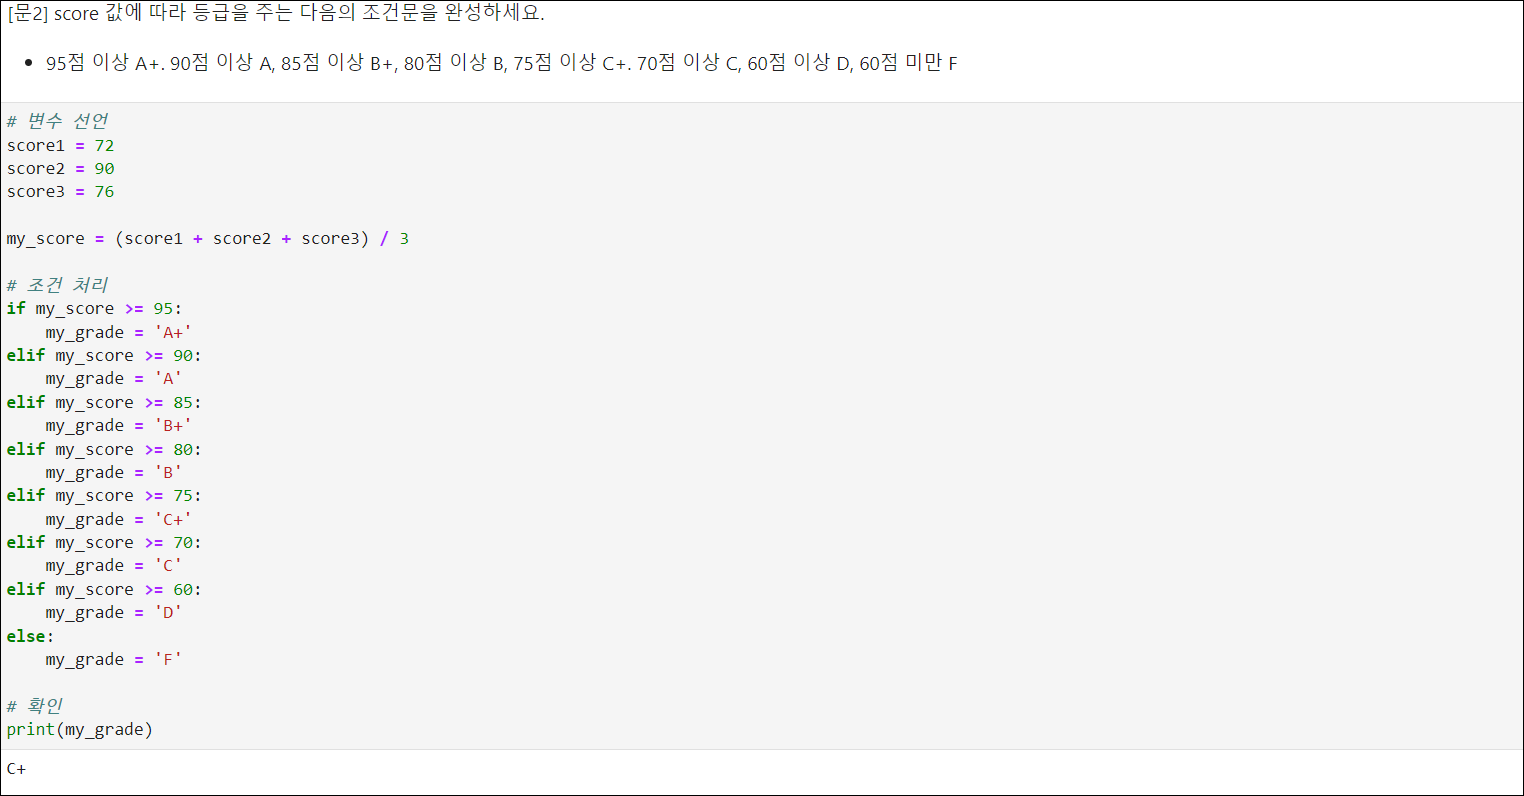 [문2] score 값에 따라 등급을 주는 다음의 조건문을 완성하세요.
• 95점 이상 A+. 90점 이상 A, 85점 이상 B+, 80점 이상 B, 75점 이상 C+. 70점 이상 C, 60점 이상 D, 60점 미만 F
# 변수 선언
score1 = 72
score2 = 90
score3 = 76
my_score = (score1 + score2 + score3) / 3
# 조건 처리
if my_score >= 95:
    my_grade = 'A+'
elif my_score >= 90:
    my_grade = 'A'
elif my_score >= 85:
    my_grade = 'B+'
elif my_score >= 80:
    my_grade = 'B'
elif my_score >= 75:
    my_grade = 'C+'
elif my_score >= 70:
    my_grade = 'C'
elif my_score >= 60:
    my_grade = 'D'
else:
    my_grade = 'F'
# 확인
print(my_grade)
C+